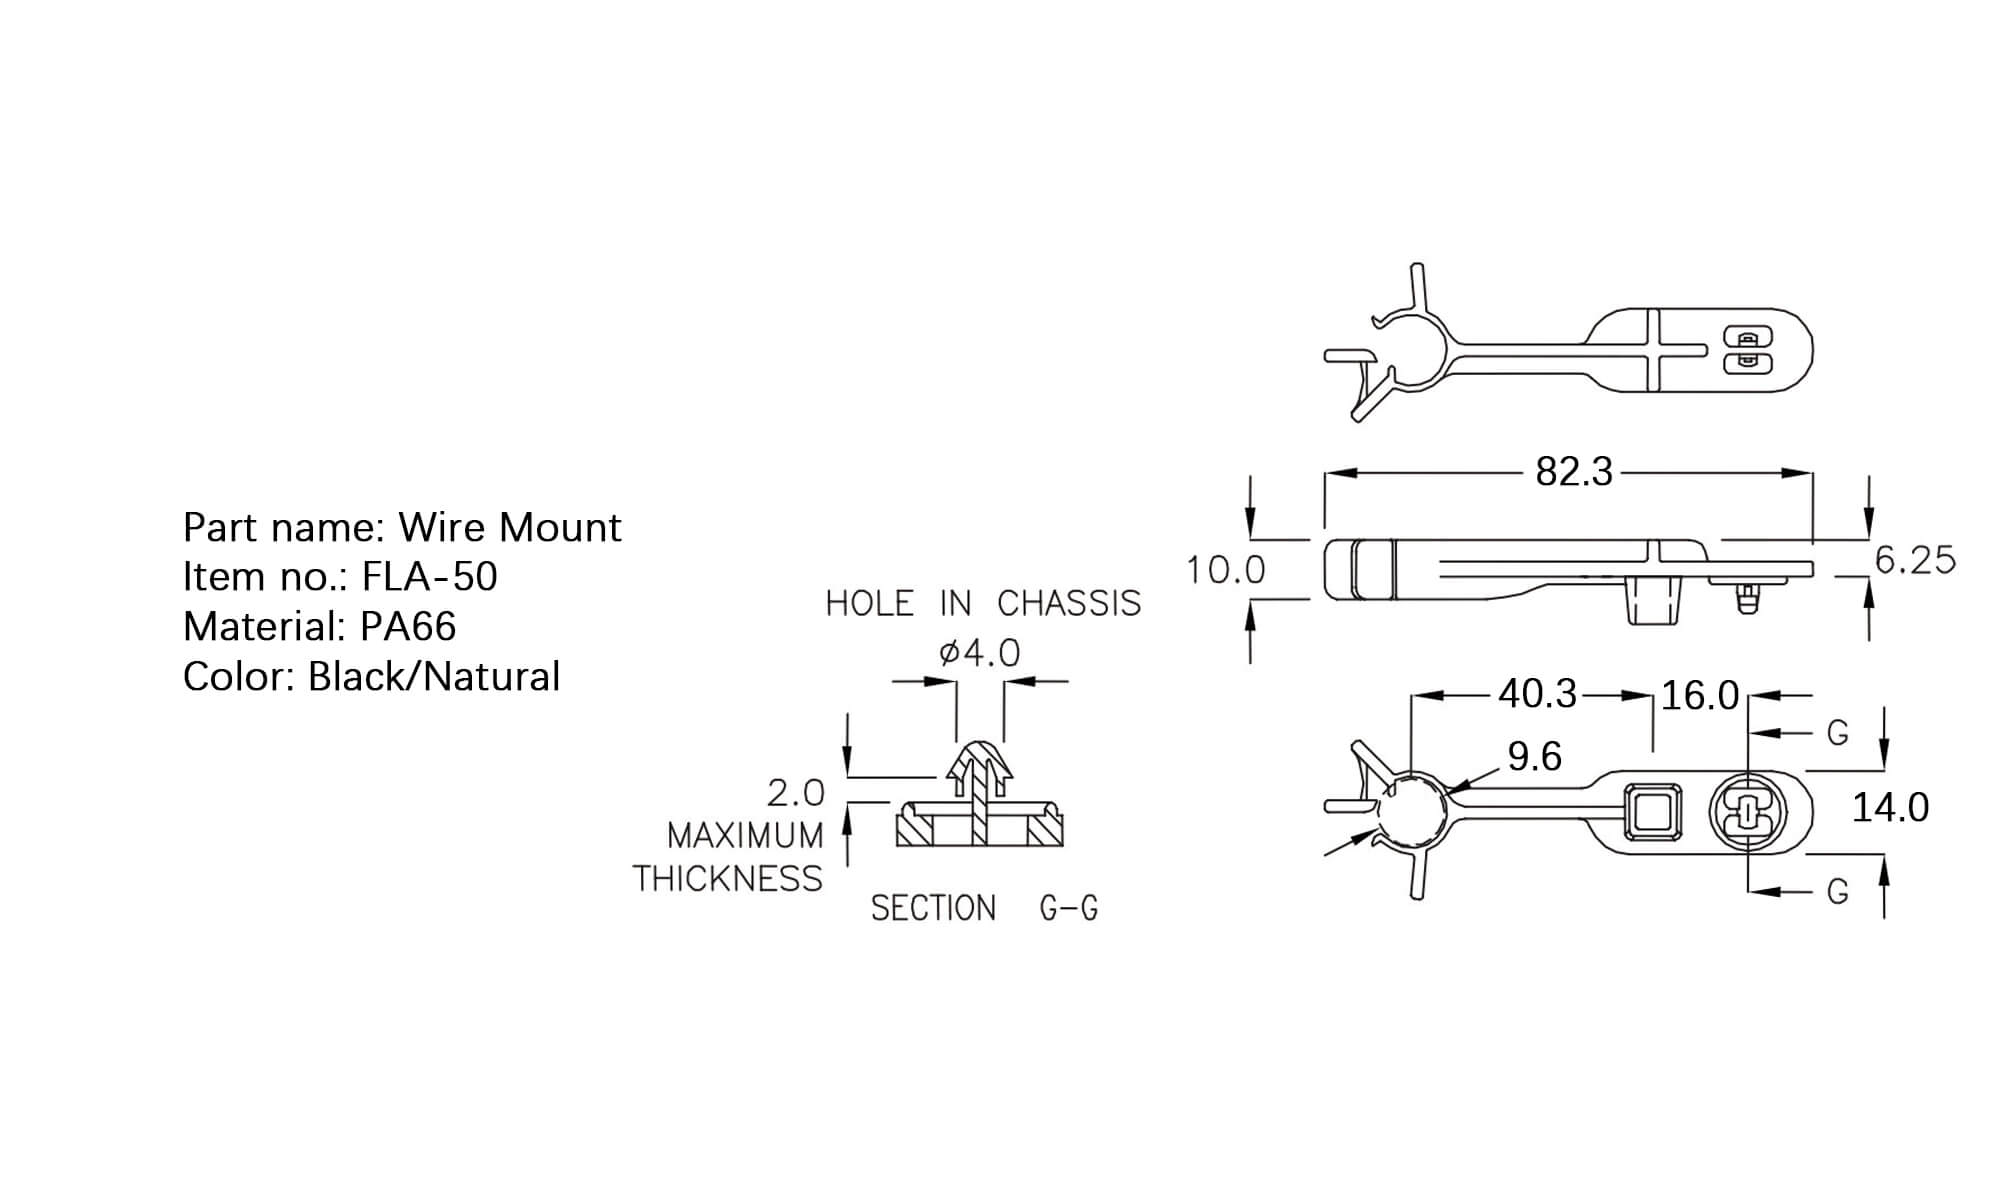 Part name: Wire Mount
Item no.: FLA-50
Material: PA66
Color: Black/Natural
HOLE IN CHASSIS
ø4.0
2.0
MAXIMUM
THICKNESS
SECTION G-G
82.3
10.0
6.25
40.3
16.0
G
9.6
14.0
G